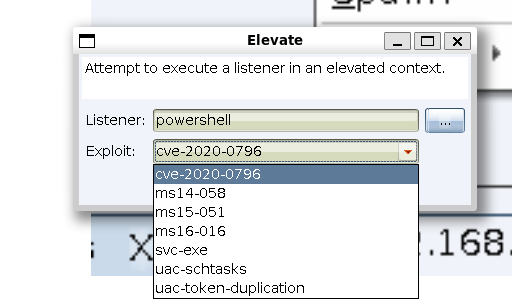 Elevate
Attempt to execute a listener in an elevated context.
Listener:
powershell
...
Exploit:
cve-2020-0796
cve-2020-0796
ms14-058
ms15-051
ms16-016
svc-exe
uac-schtasks
uac-token-duplication
X
.168.